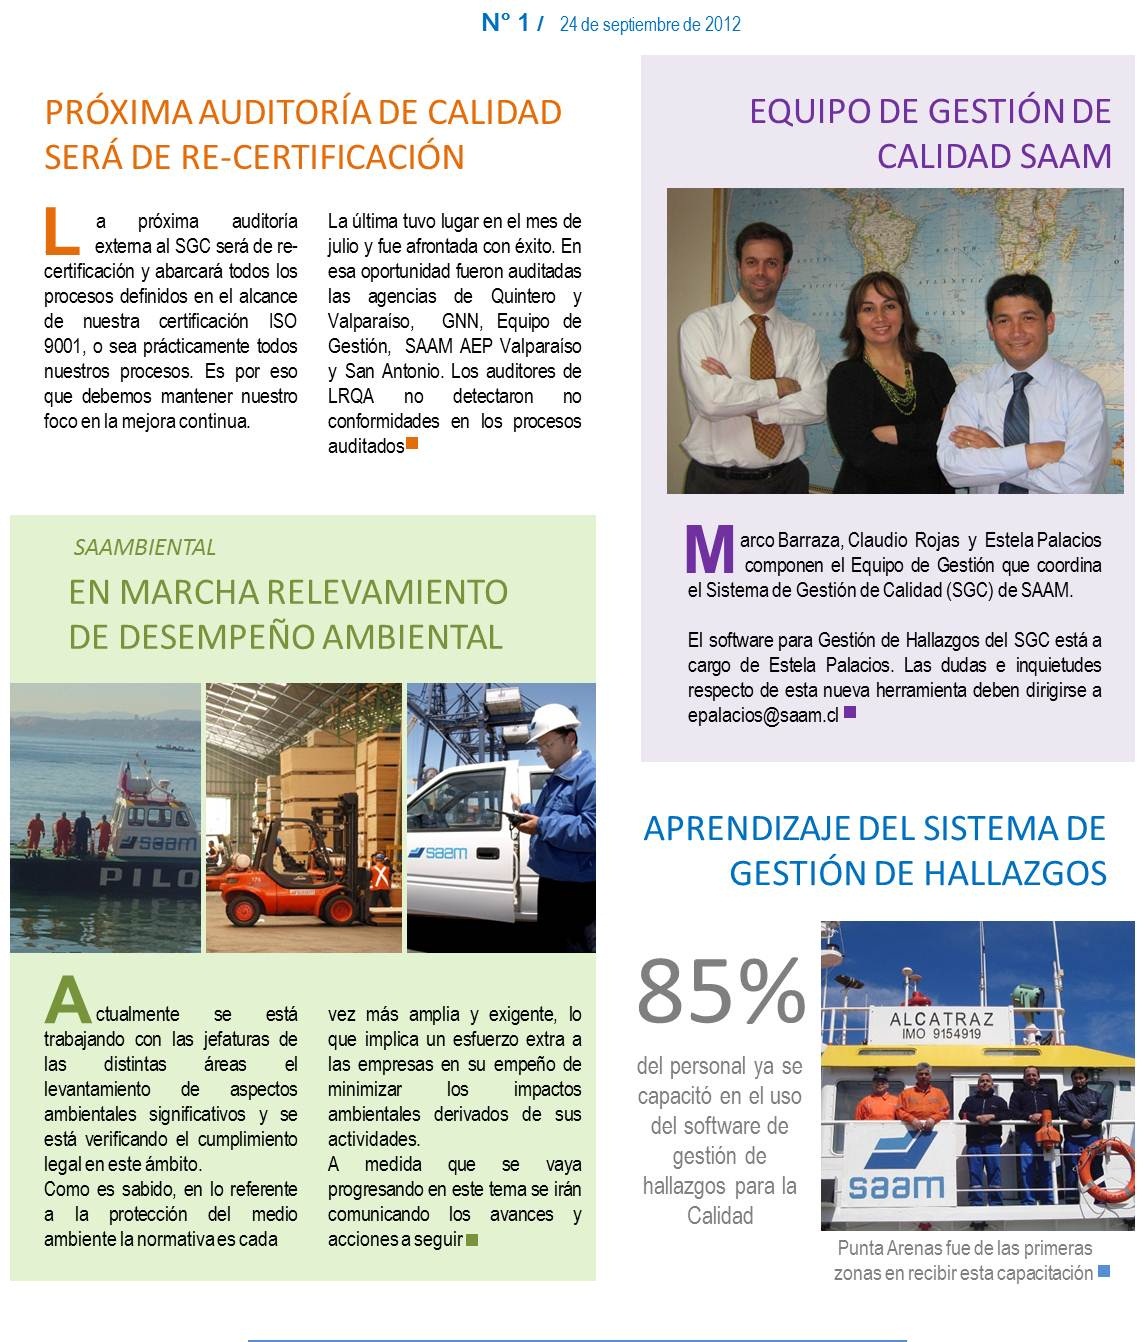 N° 1 / 24 de septiembre de 2012
PRÓXIMA AUDITORÍA DE CALIDAD
SERÁ DE RE-CERTIFICACIÓN
La próxima auditoría
externa al SGC será de re-
certificación y abarcará todos los
procesos definidos en el alcance
de nuestra certificación ISO
9001, o sea prácticamente todos
nuestros procesos. Es por eso
que debemos mantener nuestro
foco en la mejora continua.
La última tuvo lugar en el mes de
julio y fue afrontada con éxito. En
esa oportunidad fueron auditadas
las agencias de Quintero y
Valparaíso, GNN, Equipo de
Gestión, SAAM AEP Valparaíso
y San Antonio. Los auditores de
LRQA no detectaron no
conformidades en los procesos
auditados
EQUIPO DE GESTIÓN DE
CALIDAD SAAM
SOUTH
ATLANTIC
OCEAN
Marco Barraza, Claudio Rojas y Estela Palacios
componen el Equipo de Gestión que coordina
el Sistema de Gestión de Calidad (SGC) de SAAM.
El software para Gestión de Hallazgos del SGC está a
cargo de Estela Palacios. Las dudas e inquietudes
respecto de esta nueva herramienta deben dirigirse a
epalacios@saam.cl
SAAMBIENTAL
EN MARCHA RELEVAMIENTO
DE DESEMPEÑO AMBIENTAL
saam
PILO
saam
Actualmente se está
trabajando con las jefaturas de
las distintas áreas el
levantamiento de aspectos
ambientales significativos y se
está verificando el cumplimiento
legal en este ámbito.
Como es sabido, en lo referente
a la protección del medio
ambiente la normativa es cada
vez más amplia y exigente, lo
que implica un esfuerzo extra a
las empresas en su empeño de
minimizar los impactos
ambientales derivados de sus
actividades.
A medida que se vaya
progresando en este tema se irán
comunicando los avances y
acciones a seguir
APRENDIZAJE DEL SISTEMA DE
GESTIÓN DE HALLAZGOS
85%
del personal ya se
capacitó en el uso
del software de
gestión de
hallazgos para la
Calidad
ALCATRAZ
IMO 9154919
saam
Punta Arenas fue de las primeras
zonas en recibir esta capacitación